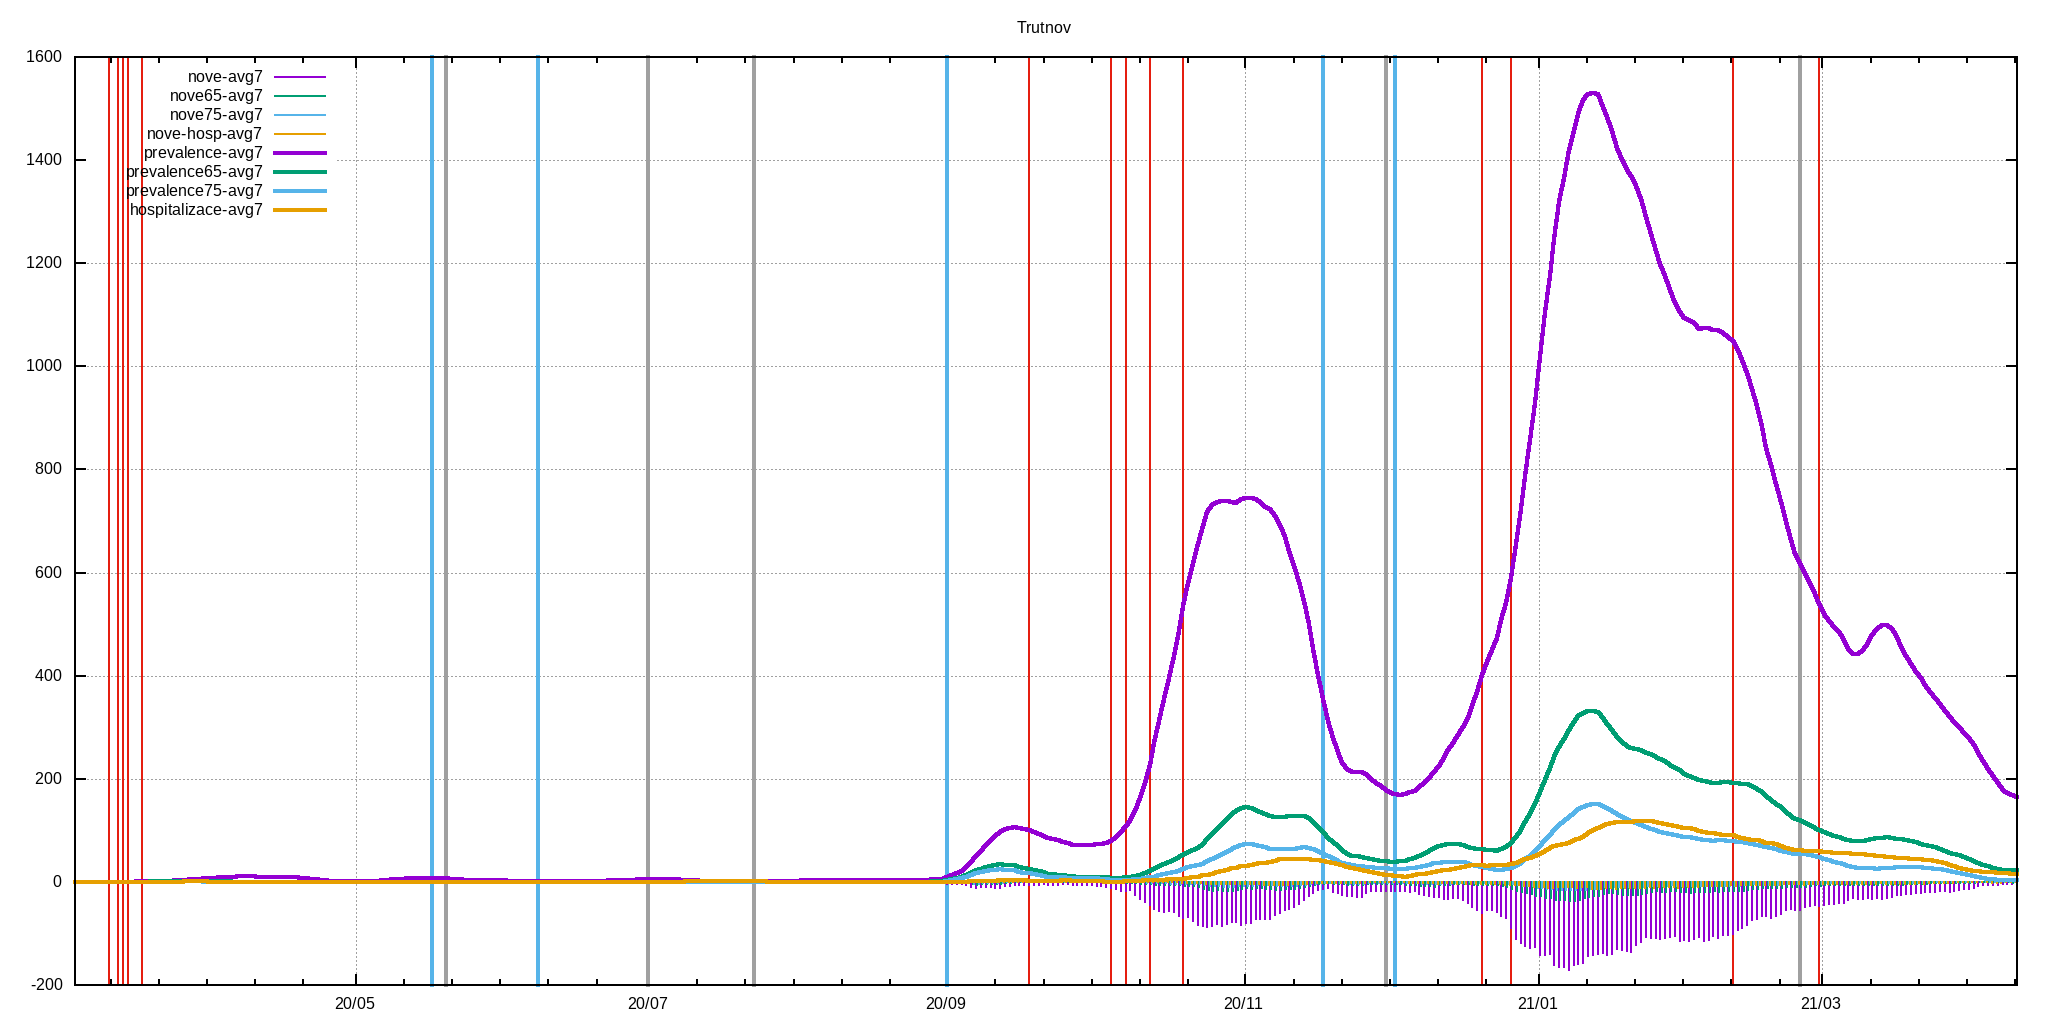 Trutnov
1600
1400
1200
1000
800
600
400
200
0
-200
nove-avg7
nove65-avg7
nove75-avg7
nove-hosp-avg7
prevalence-avg7
prevalence65-avg7
prevalence75-avg7
hospitalizace-avg7
20/05
20/07
20/09
20/11
21/01
21/03